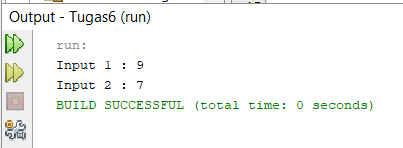 Output - Tugas6 (run)
run:
Input 1 : 9
Input 2 : 7
BUILD SUCCESSFUL (total time: 0 seconds)